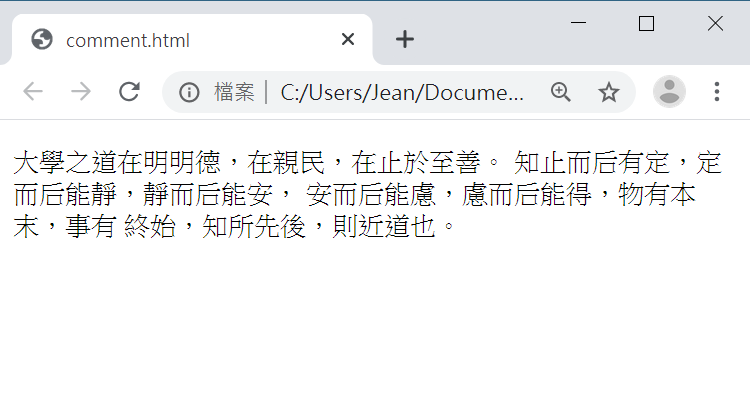 comment.html
檔案 C:/Users/Jean/Docume...
大學之道在明明德，在親民，在止於至善。 知止而后有定，定
而后能靜，靜而后能安， 安而后能慮，慮而后能得，物有本
末，事有 終始，知所先後，則近道也。